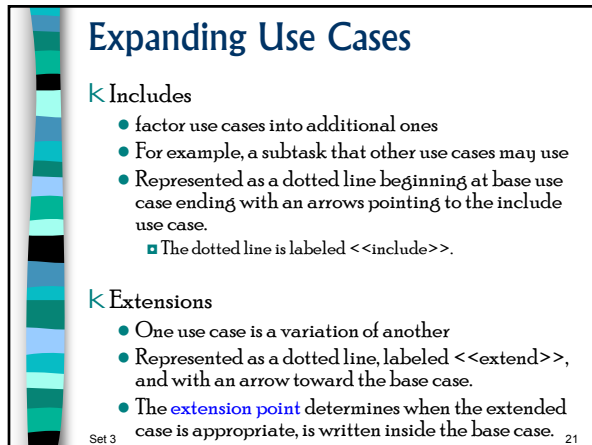 Expanding Use Cases
k Includes
● factor use cases into additional ones
● For example, a subtask that other use cases may use
● Represented as a dotted line beginning at base use
case ending with an arrows pointing to the include
use case.
◘ The dotted line is labeled <<include>>.
k Extensions
● One use case is a variation of another
● Represented as a dotted line, labeled <<extend>>,
and with an arrow toward the base case.
● The extension point determines when the extended
case is appropriate, is written inside the base case.
Set 3
21